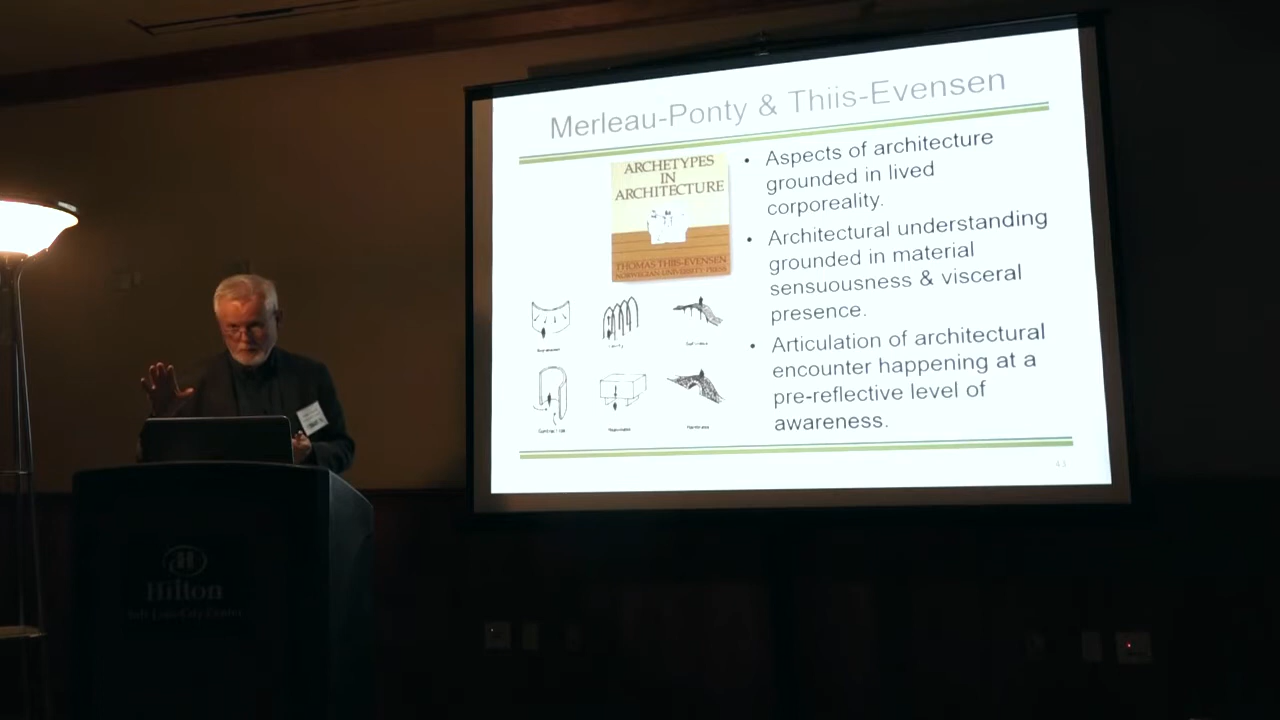 Merleau-Ponty & Thiis-Evensen
ARCHETYPES
IN
ARCHITECTURE
THOMAS THIIS-EVENSEN
NORWEGIAN UNIVERSITY PRESS
• Aspects of architecture
grounded in lived
corporeality.
• Architectural understanding
grounded in material
sensuousness & visceral
presence.
• Articulation of architectural
encounter happening at a
pre-reflective level of
awareness.
43
H
Hilton